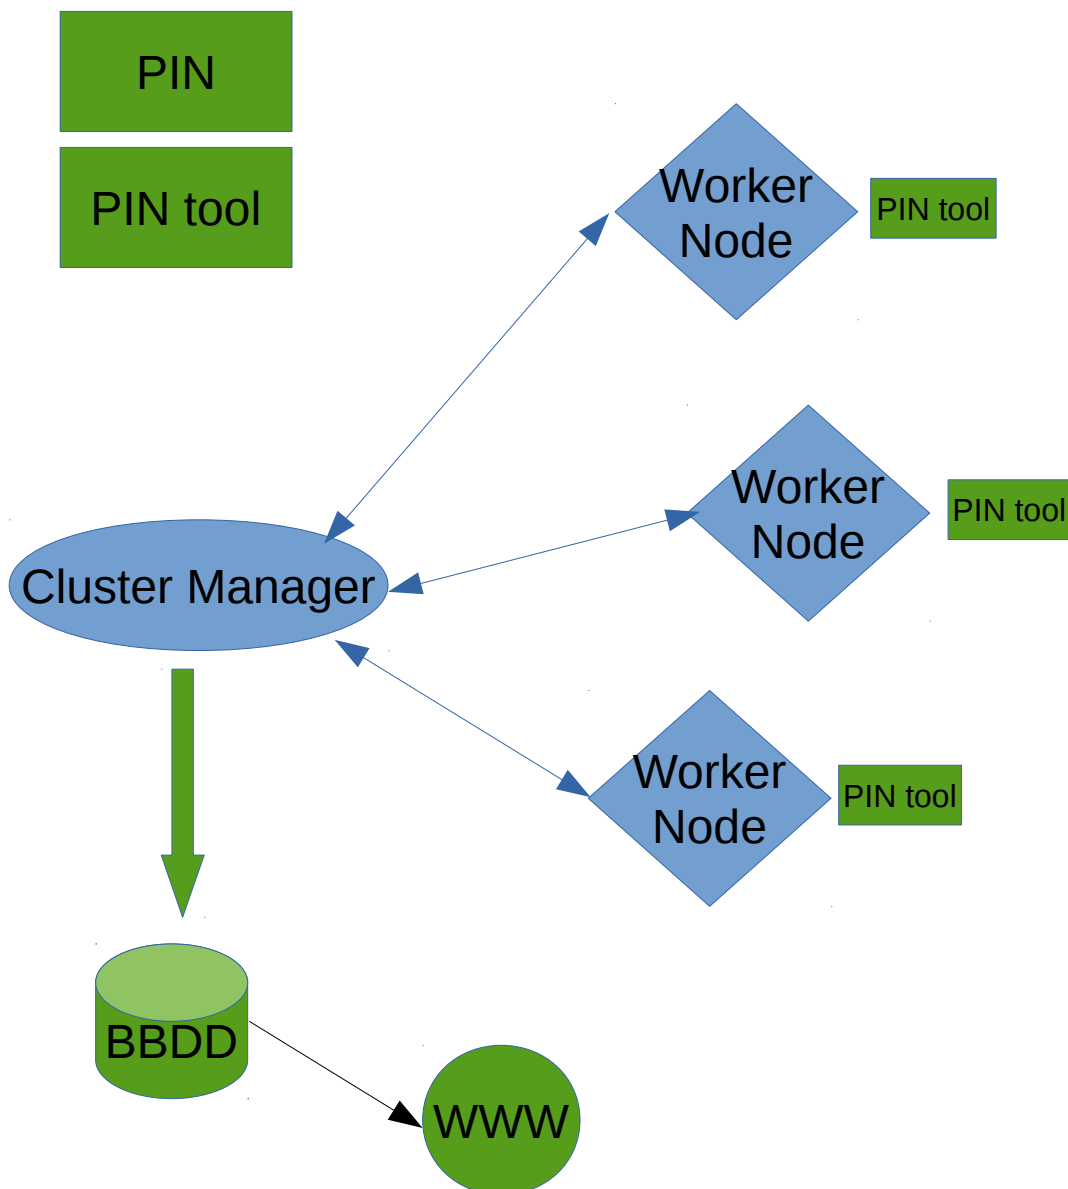 PIN
PIN tool
Worker
Node
PIN tool
Worker
Node
PIN tool
Cluster Manager
Worker
Node
PIN tool
BBDD
WWW